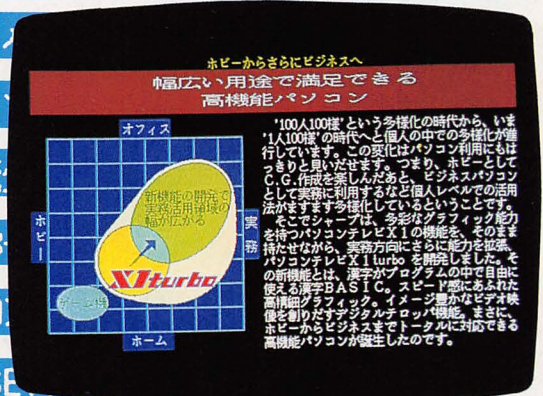 ホビーからさらにビジネスへ
幅広い用途で満足できる
高機能パソコン
オフィス
新機能の開発で
実務活用領域の
幅が広がる
ホビー
実務
X1turbo
ゲーム機
ホーム
'100人100様'という多様化の時代から、いま
'1人100様'の時代へと個人の中での多様化が進
行しています。この変化はパソコン利用にもは
っきりと見いだせます。つまり、ホビーとして
C.G.作成を楽しんだあと、ビジネスパソコン
として実務に利用するなど個人レベルでの活用
法がますます多様化しているということです。
ここでシャープは、多彩なグラフィック能力
を持つパソコンテレビX1の機能を、そのまま
持たせながら、実務方向にさらに能力を拡張、
パソコンテレビX1turboを開発しました。そ
の新機能とは、漢字がプログラムの中で自由に
使える漢字BASIC。スピード感にあふれた
高精細グラフィック。イメージ豊かなビデオ映
像を創りだすデジタルテロッパ機能。まさに、
ホビーからビジネスまでトータルに対応できる
高機能パソコンが誕生したのです。